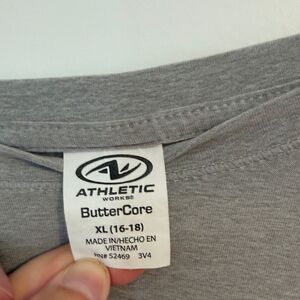 ATHLETIC
WORKS®
ButterCore
XL (16-18)
MADE IN/HECHO EN
VIETNAM
RN# 52469 3V4